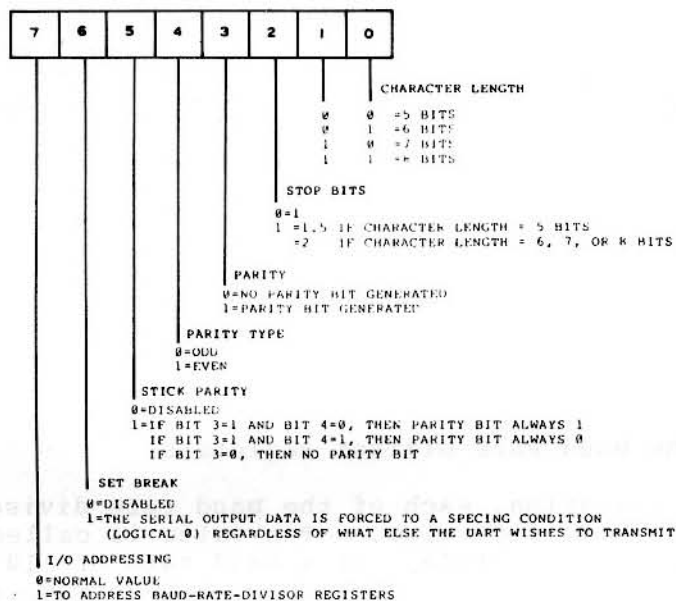 7 6 5 4 3 2 1 0
CHARACTER LENGTH
0 0 =5 BITS
0 1 =6 BITS
1 0 =7 BITS
1 1 =8 BITS
STOP BITS
0=1
1 =1.5 IF CHARACTER LENGTH = 5 BITS
=2 IF CHARACTER LENGTH = 6, 7, OR 8 BITS
PARITY
0=NO PARITY BIT GENERATED
1=PARITY BIT GENERATED
PARITY TYPE
0=ODD
1=EVEN
STICK PARITY
0=DISABLED
1=IF BIT 3=1 AND BIT 4=0, THEN PARITY BIT ALWAYS 1
IF BIT 3=1 AND BIT 4=1, THEN PARITY BIT ALWAYS 0
IF BIT 3=0, THEN NO PARITY BIT
SET BREAK
0=DISABLED
1=THE SERIAL OUTPUT DATA IS FORCED TO A SPECING CONDITION
(LOGICAL 0) REGARDLESS OF WHAT ELSE THE UART WISHES TO TRANSMIT
I/O ADDRESSING
0=NORMAL VALUE
1=TO ADDRESS BAUD-RATE-DIVISOR REGISTERS